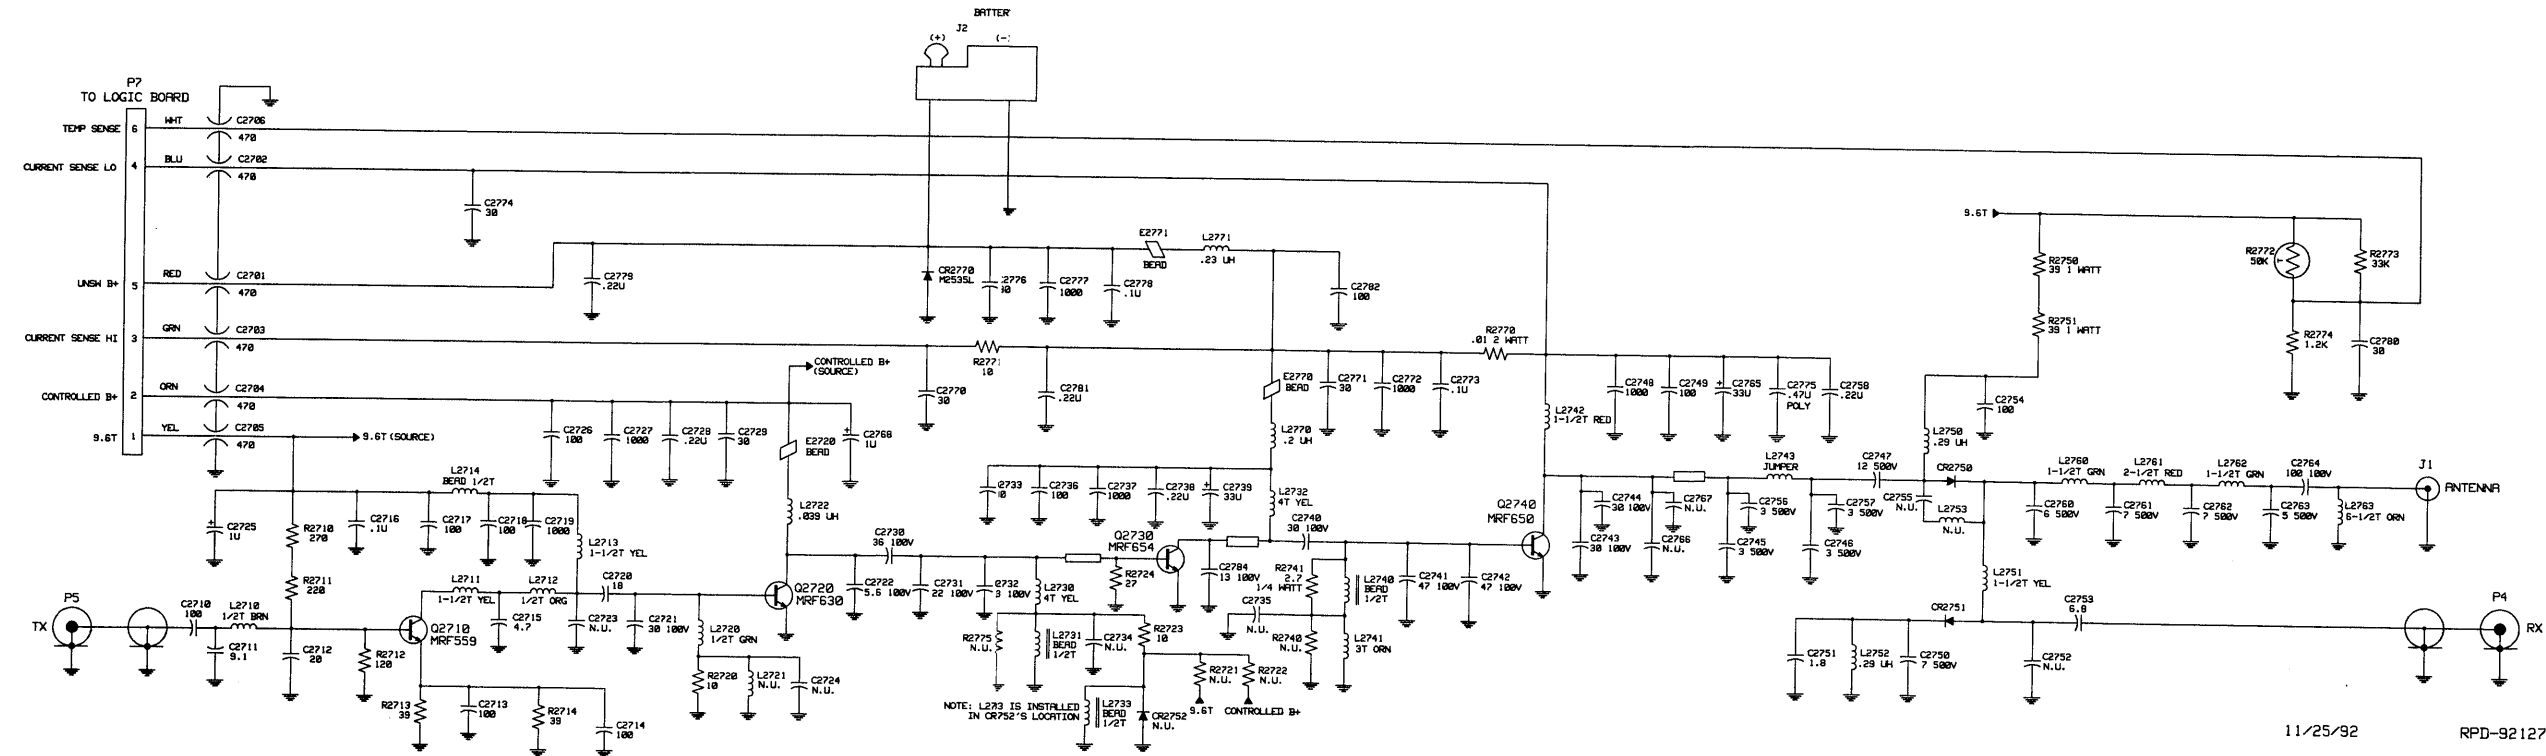 BATTER
J2
(+)
(-
P7
TO LOGIC BOARD
TEMP SENSE 6 WHT C2706
470
CURRENT SENSE LO 4 BLU C2702
470
C2774
30
UNSW B+ 5 RED C2701
470
C2779
.22U
CR2770
M2535L
C2777
1000
C2778
.1U
E2771
BEAD
L2771
.23 UH
C2782
100
CURRENT SENSE HI 3 GRN C2703
470
R2771
10
C2770
30
C2781
.22U
CONTROLLED B+
(SOURCE)
CONTROLLED B+ 2 ORN C2704
470
9.6T 1 YEL C2705
470
9.6T (SOURCE)
C2726
100
C2727
1000
C2728
.22U
C2729
30
E2720
BEAD
C2768
1U
E2770
BEAD
C2771
30
C2772
1000
C2773
.1U
R2770
.01 2 WATT
L2770
.2 UH
L2742
1-1/2T RED
C2748
1000
C2749
100
+
C2765
33U
C2775
.47U
POLY
C2758
.22U
9.6T
R2750
39 1 WATT
R2751
39 1 WATT
R2772
50K
T
R2773
33K
R2774
1.2K
C2780
30
C2754
100
L2750
.29 UH
+
C2725
1U
R2710
270
C2716
.1U
L2714
BEAD 1/2T
C2717
100
C2718
100
C2719
1000
L2713
1-1/2T YEL
R2711
220
P5
TX
C2710
100
L2710
1/2T BRN
C2711
9.1
C2712
20
R2712
120
Q2710
MRF559
R2713
39
C2713
100
R2714
39
C2714
100
L2711
1-1/2T YEL
C2715
4.7
L2712
1/2T ORG
C2720
18
C2723
N.U.
C2721
30 100V
L2720
1/2T GRN
R2720
10
L2721
N.U.
C2724
N.U.
L2722
.039 UH
Q2720
MRF630
C2730
36 100V
C2722
5.6 100V
C2731
22 100V
C2732
3 100V
L2730
4T YEL
R2724
27
R2775
N.U.
L2731
BEAD
1/2T
C2734
N.U.
R2723
10
NOTE: L273 IS INSTALLED
IN CR752'S LOCATION
L2733
BEAD
1/2T
CR2752
N.U.
R2721
N.U.
R2722
N.U.
9.6T CONTROLLED B+
C2736
100
C2737
1000
C2738
.22U
+
C2739
33U
L2732
4T YEL
Q2730
MRF654
C2784
13 100V
C2740
30 100V
R2741
2.7
1/4 WATT
L2740
BEAD
1/2T
C2735
N.U.
R2740
N.U.
L2741
3T ORN
C2741
47 100V
C2742
47 100V
Q2740
MRF650
C2743
30 100V
C2744
30 100V
C2766
N.U.
C2767
N.U.
C2745
3 500V
C2756
3 500V
L2743
JUMPER
C2746
3 500V
C2757
3 500V
C2747
12 500V
C2755
N.U.
CR2750
L2753
N.U.
L2760
1-1/2T GRN
C2760
6 500V
L2761
2-1/2T RED
C2761
7 500V
L2762
1-1/2T GRN
C2762
7 500V
C2763
5 500V
C2764
100 100V
L2763
6-1/2T ORN
J1
ANTENNA
L2751
1-1/2T YEL
CR2751
C2753
6.8
C2751
1.8
L2752
.29 UH
C2750
7 500V
C2752
N.U.
P4
RX
11/25/92
RPD-92127